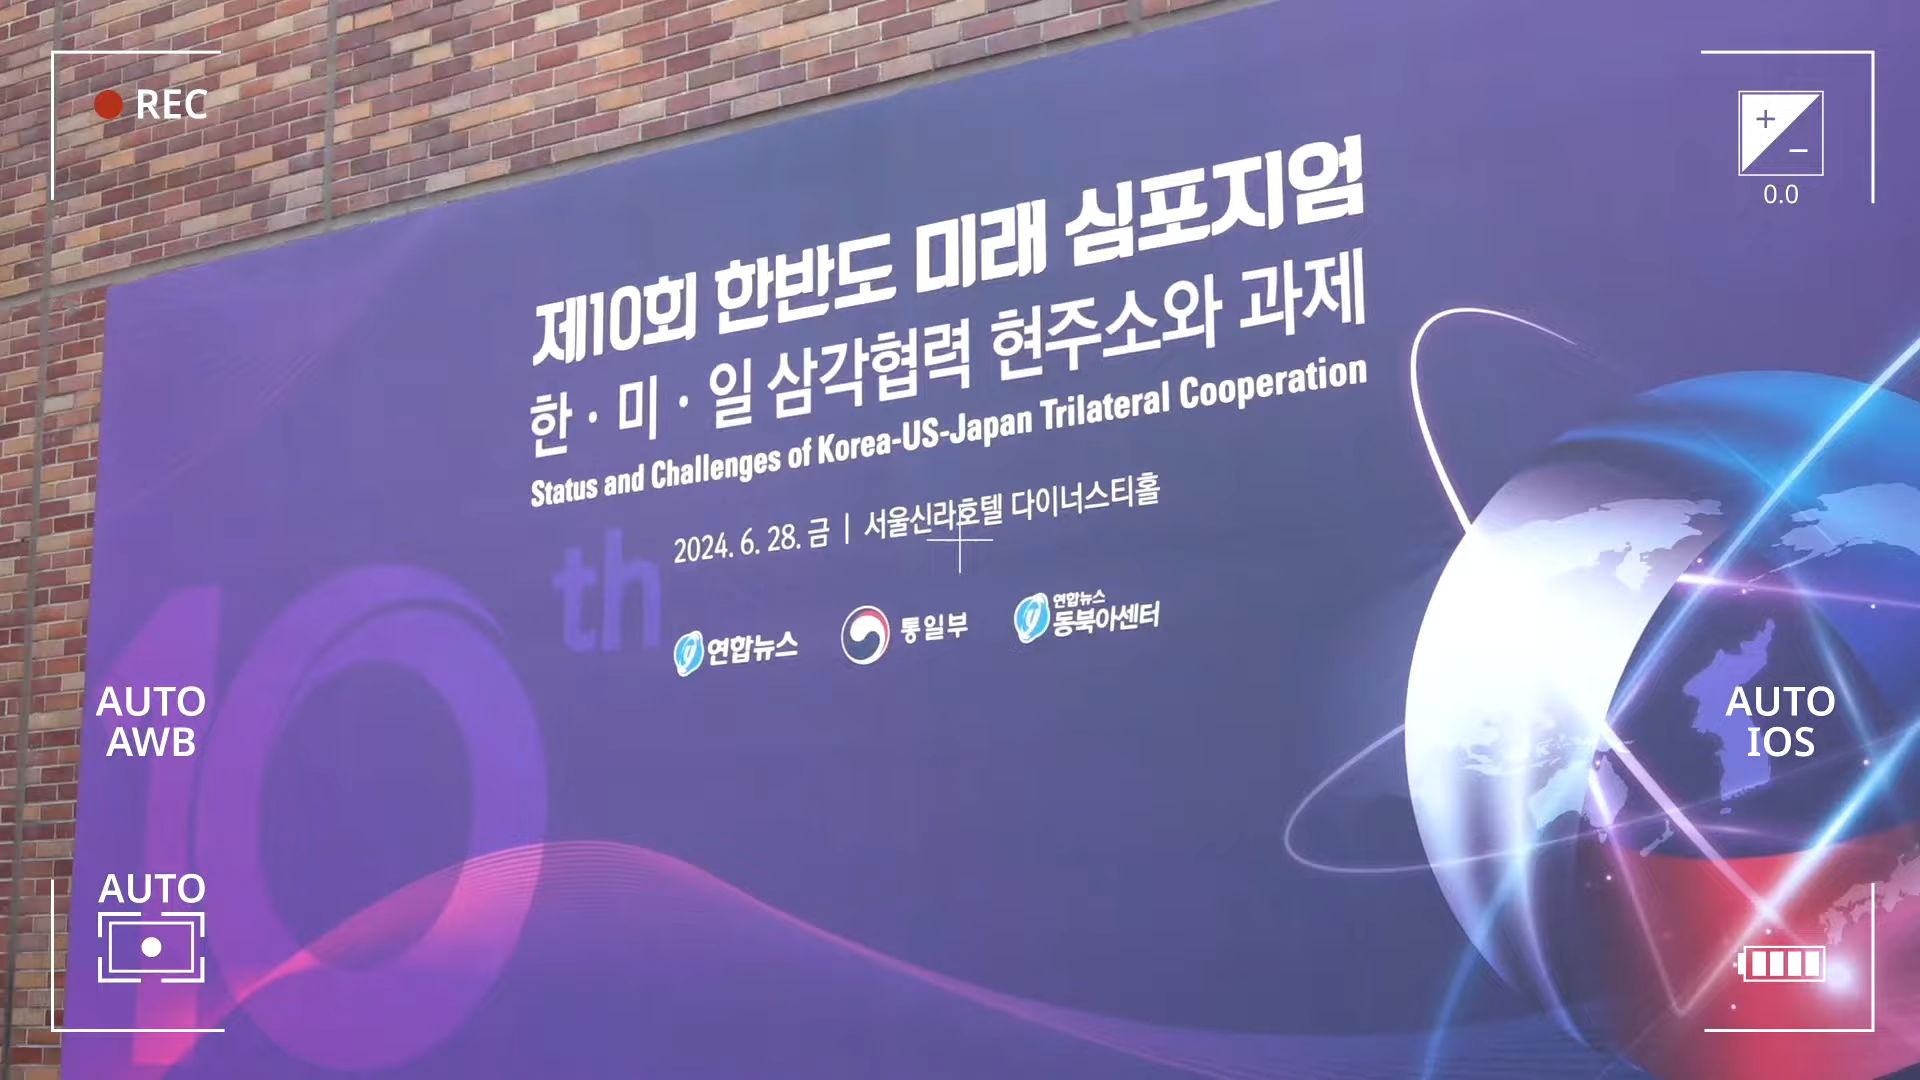 REC
0.0
제10회 한반도 미래 심포지엄
한·미·일 삼각협력 현주소와 과제
Status and Challenges of Korea-US-Japan Trilateral Cooperation
2024. 6. 28. 금 | 서울신라호텔 다이너스티홀
10th
연합뉴스
통일부
연합뉴스
동북아센터
AUTO
AWB
AUTO
IOS
AUTO